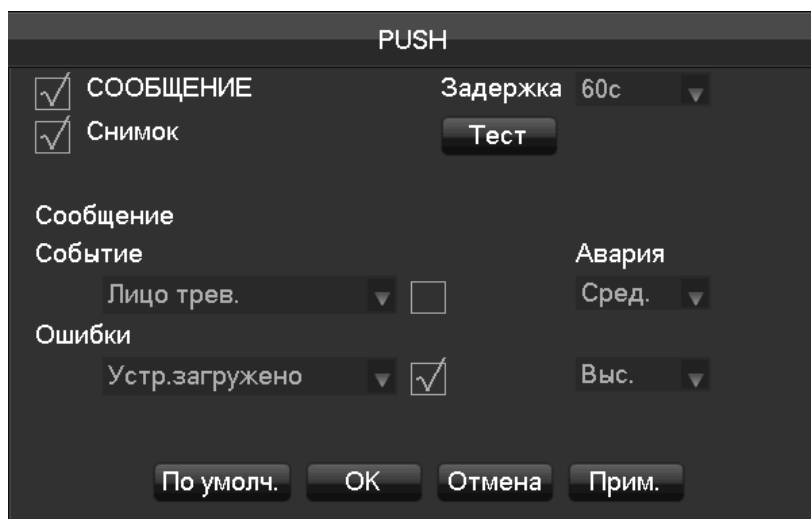 PUSH
СООБЩЕНИЕ Задержка 60с
Снимок Тест
Сообщение
Событие Авария
Лицо трев. Сред.
Ошибки
Устр.загружено Выс.
По умолч. OK Отмена Прим.